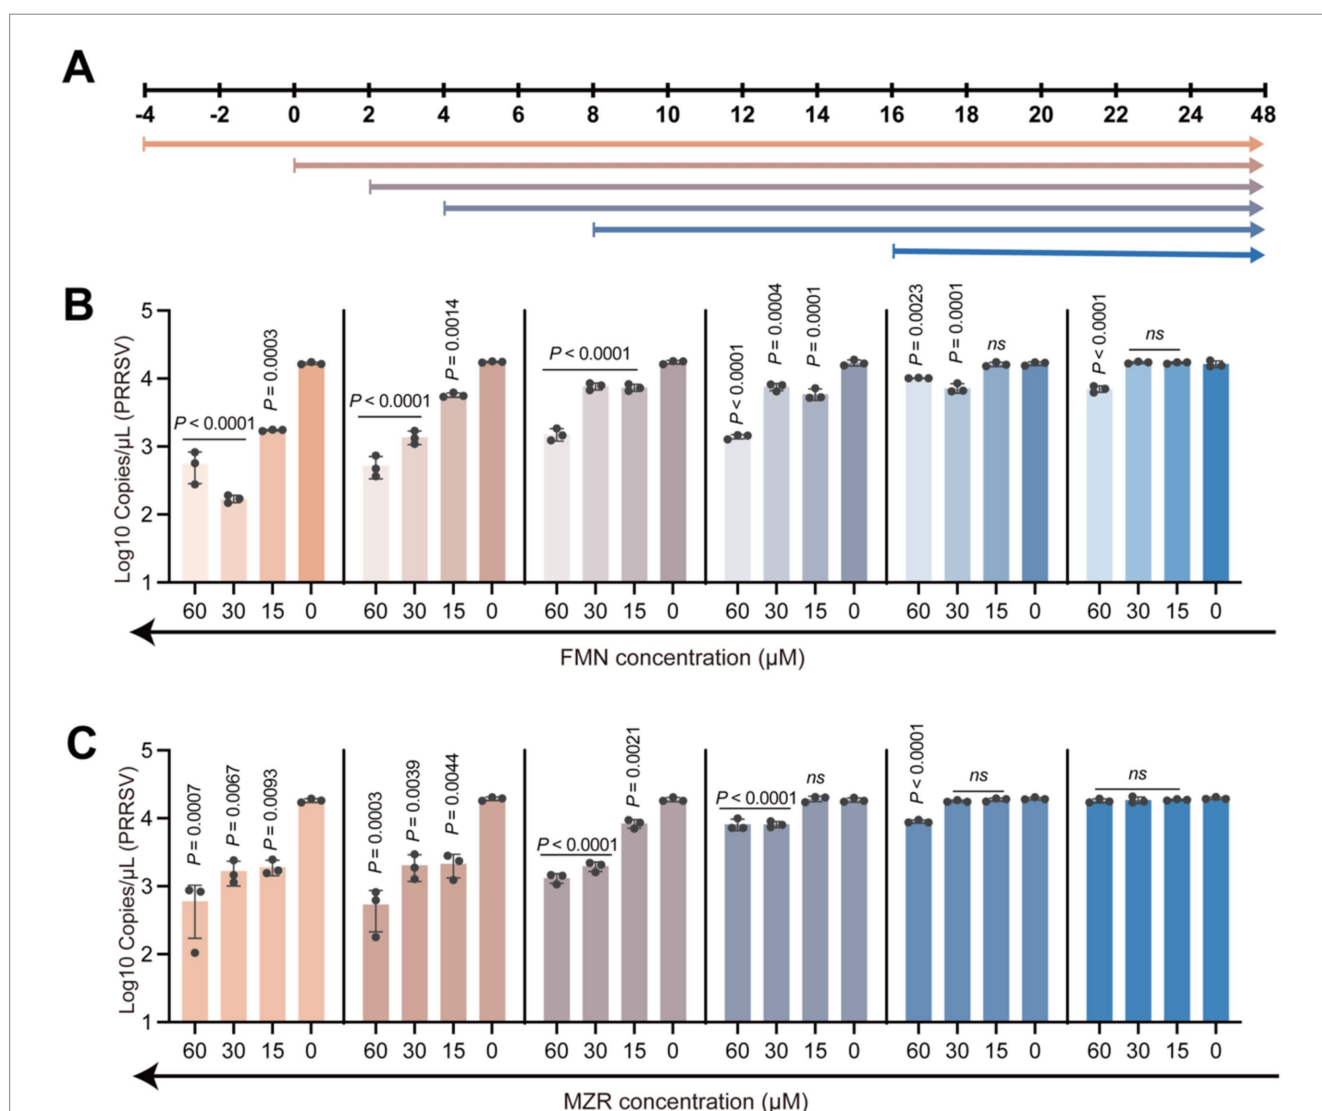 A
-4 -2 0 2 4 6 8 10 12 14 16 18 20 22 24 48
B
Log10 Copies/μL (PRRSV)
5
4
3
2
1
P < 0.0001
P = 0.0003
P < 0.0001
P = 0.0014
P < 0.0001
P < 0.0001
P = 0.0004
P = 0.0001
P = 0.0023
P = 0.0001
ns
P < 0.0001
ns
60 30 15 0 60 30 15 0 60 30 15 0 60 30 15 0 60 30 15 0 60 30 15 0
FMN concentration (μM)
C
Log10 Copies/μL (PRRSV)
5
4
3
2
1
P = 0.0007
P = 0.0067
P = 0.0093
P = 0.0003
P = 0.0039
P = 0.0044
P < 0.0001
P = 0.0021
P < 0.0001
ns
P < 0.0001
ns
ns
60 30 15 0 60 30 15 0 60 30 15 0 60 30 15 0 60 30 15 0 60 30 15 0
MZR concentration (μM)